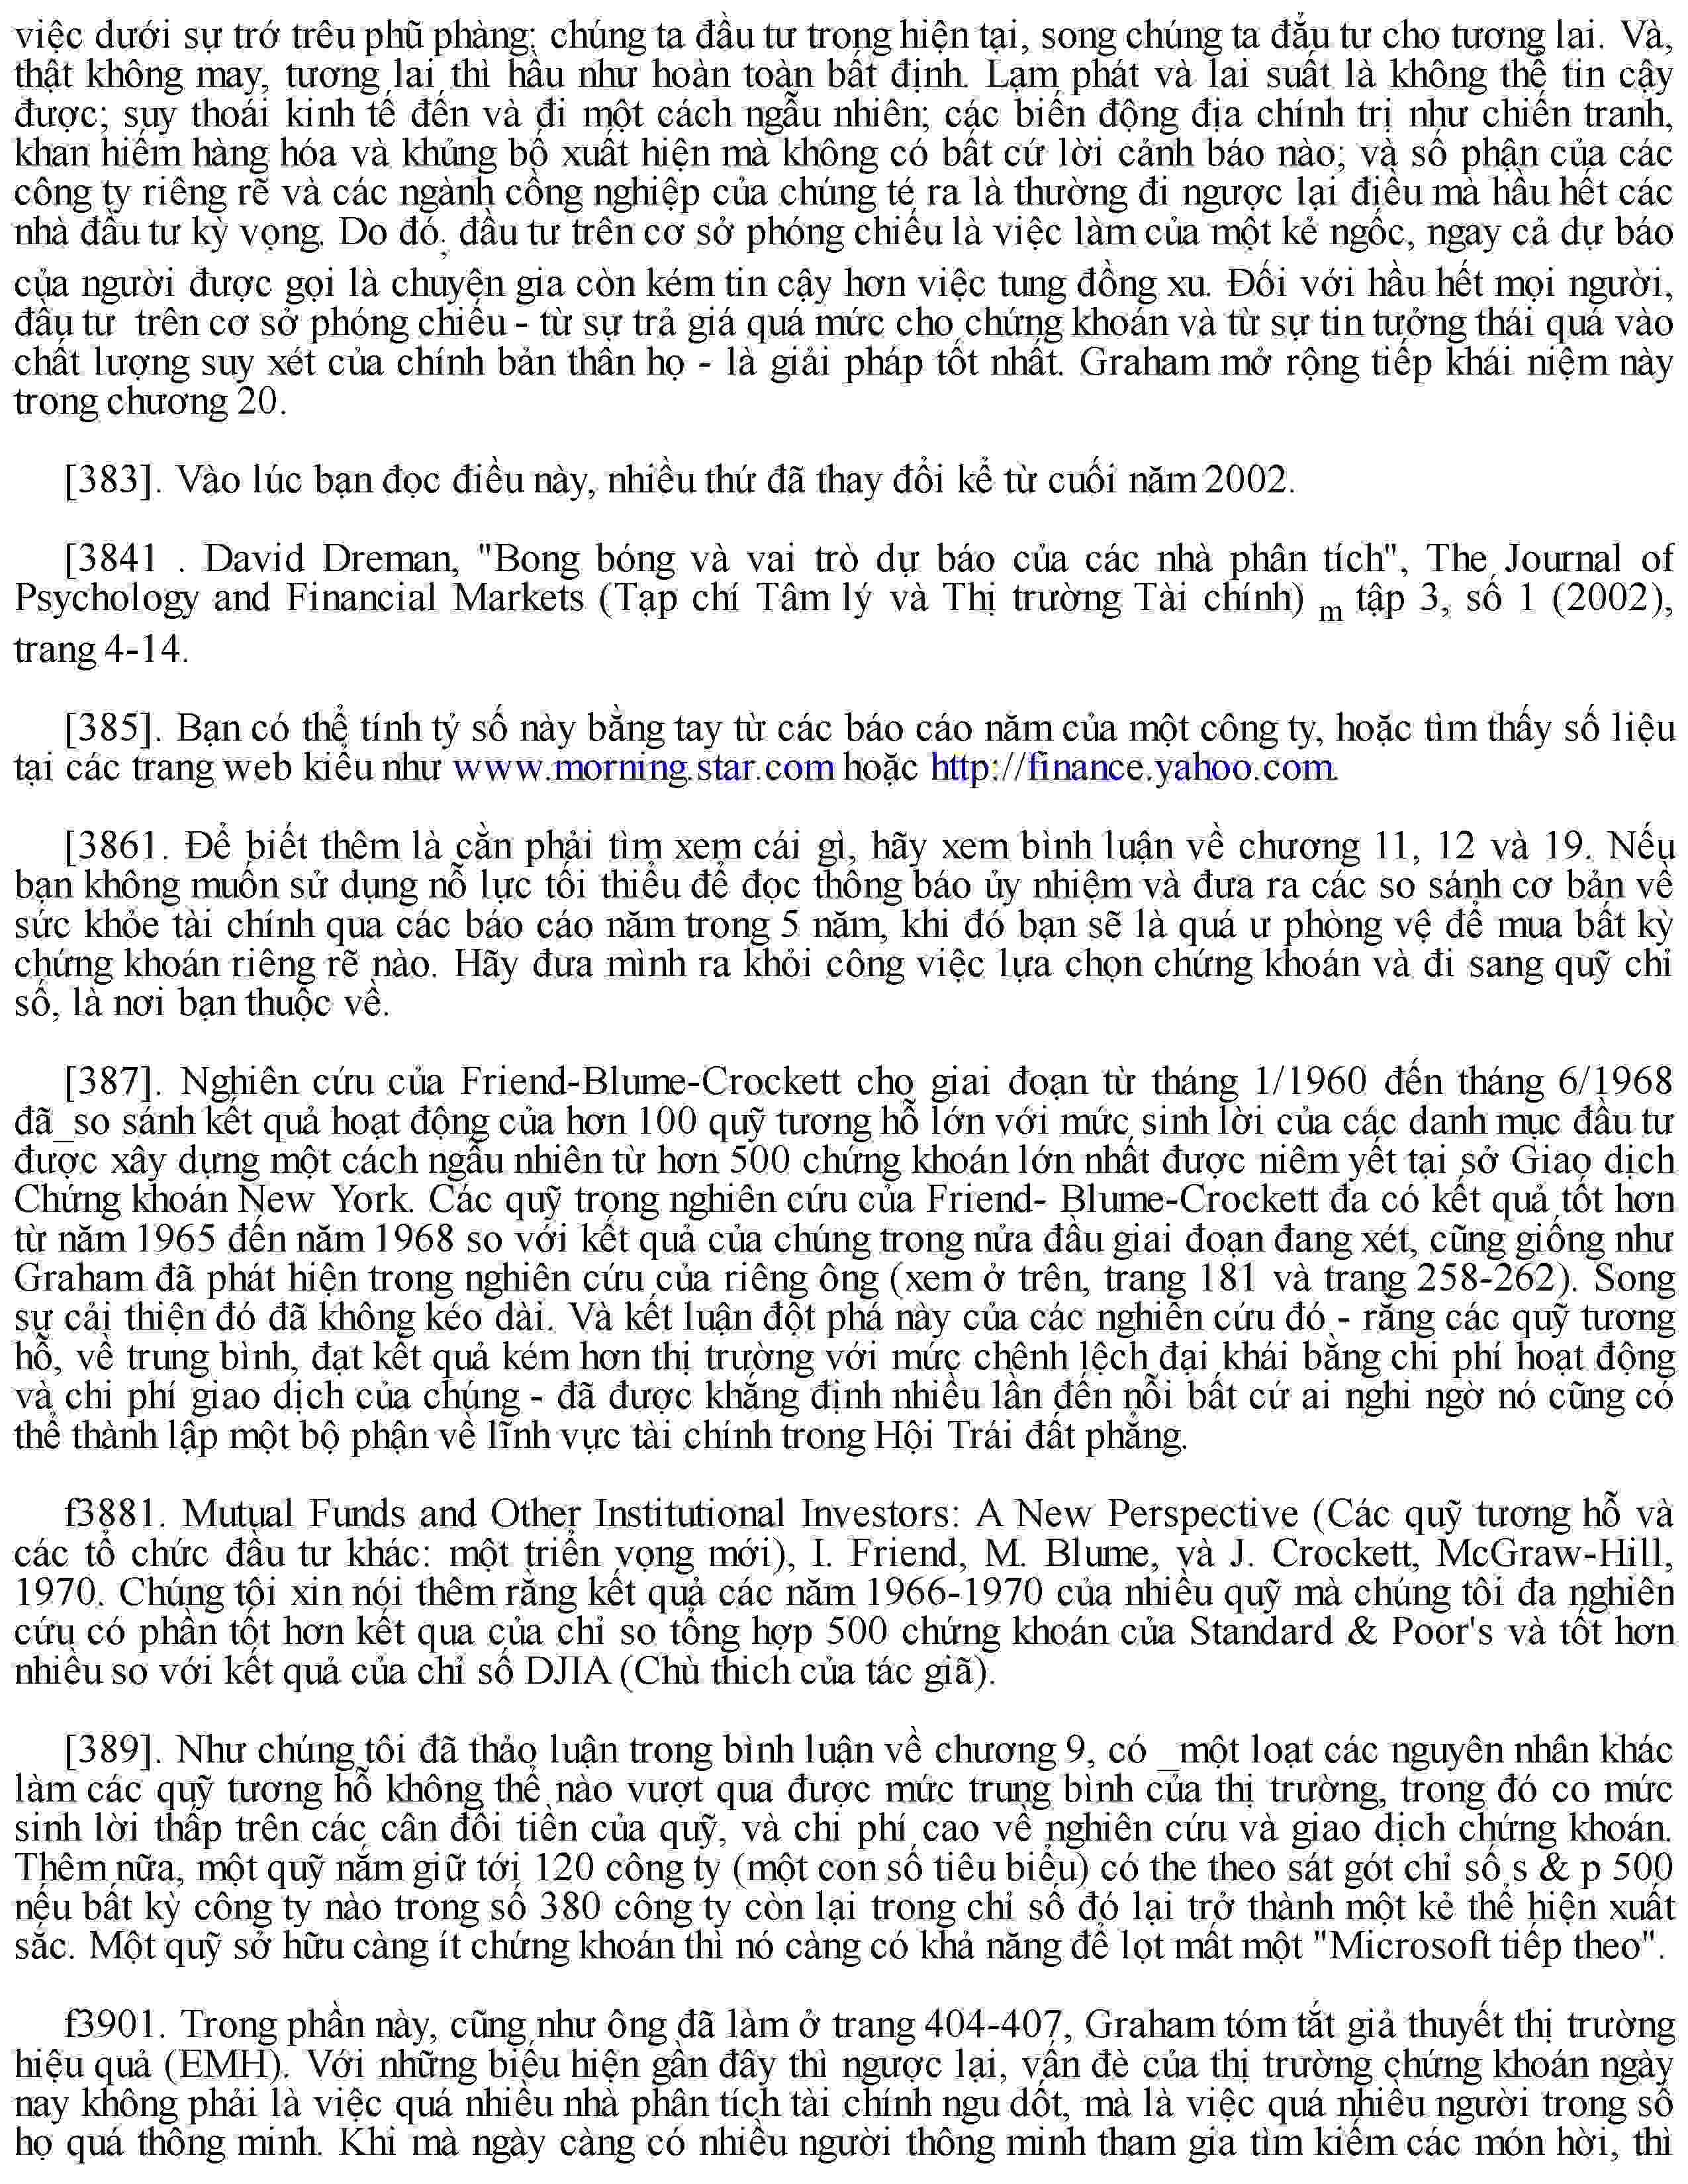 việc dưới sự trớ trêu phũ phàng: chúng ta đầu tư trong hiện tại, song chúng ta đẩu tư cho tương lai. Và,
thật không may, tương lai thì hầu như hoàn toàn bất định. Lạm phát và lai suất là không thể tin cậy
được; suy thoái kinh tế đến và đi một cách ngẫu nhiên; các biến động địa chính trị như chiến tranh,
khan hiếm hàng hóa và khủng bố xuất hiện mà không có bất cứ lời cảnh báo nào; và số phận của các
công ty riêng rẽ và các ngành công nghiệp của chúng té ra là thường đi ngược lại điều mà hầu hết các
nhà đầu tư kỳ vọng. Do đó, đầu tư trên cơ sở phóng chiếu là việc làm của một kẻ ngốc, ngay cả dự báo
của người được gọi là chuyên gia còn kém tin cậy hơn việc tung đồng xu. Đối với hầu hết mọi người,
đầu tư trên cơ sở phóng chiếu - từ sự trả giá quá mức cho chứng khoán và từ sự tin tưởng thái quá vào
chất lượng suy xét của chính bản thân họ - là giải pháp tốt nhất. Graham mở rộng tiếp khái niệm này
trong chương 20.
[383]. Vào lúc bạn đọc điều này, nhiều thứ đã thay đổi kể từ cuối năm 2002.
[3841 . David Dreman, "Bong bóng và vai trò dự báo của các nhà phân tích", The Journal of
Psychology and Financial Markets (Tạp chí Tâm lý và Thị trường Tài chính) m tập 3, số 1 (2002),
trang 4-14.
[385]. Bạn có thể tính tỷ số này bằng tay từ các báo cáo năm của một công ty, hoặc tìm thấy số liệu
tại các trang web kiểu như www.morning.star.com hoặc http://finance.yahoo.com.
[3861. Để biết thêm là cằn phải tìm xem cái gì, hãy xem bình luận về chương 11, 12 và 19. Nếu
bạn không muốn sử dụng nỗ lực tối thiểu để đọc thông báo ủy nhiệm và đưa ra các so sánh cơ bản về
sức khỏe tài chính qua các báo cáo năm trong 5 năm, khi đó bạn sẽ là quá ư phòng vệ để mua bất kỳ
chứng khoán riêng rẽ nào. Hãy đưa mình ra khỏi công việc lựa chọn chứng khoán và đi sang quỹ chỉ
số, là nơi bạn thuộc về.
[387]. Nghiên cứu của Friend-Blume-Crockett cho giai đoạn từ tháng 1/1960 đến tháng 6/1968
đã_so sánh kết quả hoạt động của hơn 100 quỹ tương hỗ lớn với mức sinh lời của các danh mục đầu tư
được xây dựng một cách ngẫu nhiên từ hơn 500 chứng khoán lớn nhất được niêm yết tại sở Giao dịch
Chứng khoán New York. Các quỹ trong nghiên cứu của Friend- Blume-Crockett đa có kết quả tốt hơn
từ năm 1965 đến năm 1968 so với kết quả của chúng trong nửa đầu giai đoạn đang xét, cũng giống như
Graham đã phát hiện trong nghiên cứu của riêng ông (xem ở trên, trang 181 và trang 258-262). Song
sự cải thiện đó đã không kéo dài. Và kết luận đột phá này của các nghiên cứu đó - rằng các quỹ tương
hỗ, về trung bình, đạt kết quả kém hơn thị trường với mức chênh lệch đại khái bằng chi phí hoạt động
và chi phí giao dịch của chúng - đã được khẳng định nhiều lần đến nỗi bất cứ ai nghi ngờ nó cũng có
thể thành lập một bộ phận về lĩnh vực tài chính trong Hội Trái đất phẳng.
f3881. Mutual Funds and Other Institutional Investors: A New Perspective (Các quỹ tương hỗ và
các tổ chức đầu tư khác: một triển vọng mới), I. Friend, M. Blume, và J. Crockett, McGraw-Hill,
1970. Chúng tôi xin nói thêm rằng kết quả các năm 1966-1970 của nhiều quỹ mà chúng tôi đa nghiên
cứu có phần tốt hơn kết qua của chỉ so tổng hợp 500 chứng khoán của Standard & Poor's và tốt hơn
nhiều so với kết quả của chỉ số DJIA (Chù thich của tác giã).
[389]. Như chúng tôi đã thảo luận trong bình luận về chương 9, có _một loạt các nguyên nhân khác
làm các quỹ tương hỗ không thể nào vượt qua được mức trung bình của thị trường, trong đó co mức
sinh lời thấp trên các cân đối tiền của quỹ, và chi phí cao về nghiên cứu và giao dịch chứng khoán.
Thêm nữa, một quỹ nắm giữ tới 120 công ty (một con số tiêu biểu) có the theo sát gót chỉ số s & p 500
nếu bất kỳ công ty nào trong số 380 công ty còn lại trong chỉ số đó lại trở thành một kẻ thể hiện xuất
sắc. Một quỹ sở hữu càng ít chứng khoán thì nó càng có khả năng để lọt mất một "Microsoft tiếp theo".
f3901. Trong phần này, cũng như ông đã làm ở trang 404-407, Graham tóm tắt giả thuyết thị trường
hiệu quả (EMH). Với những biểu hiện gần đây thì ngược lại, vấn đè của thị trường chứng khoán ngày
nay không phải là việc quá nhiều nhà phân tích tài chính ngu dốt, mà là việc quá nhiều người trong số
họ quá thông minh. Khi mà ngày càng có nhiều người thông minh tham gia tìm kiếm các món hời, thì